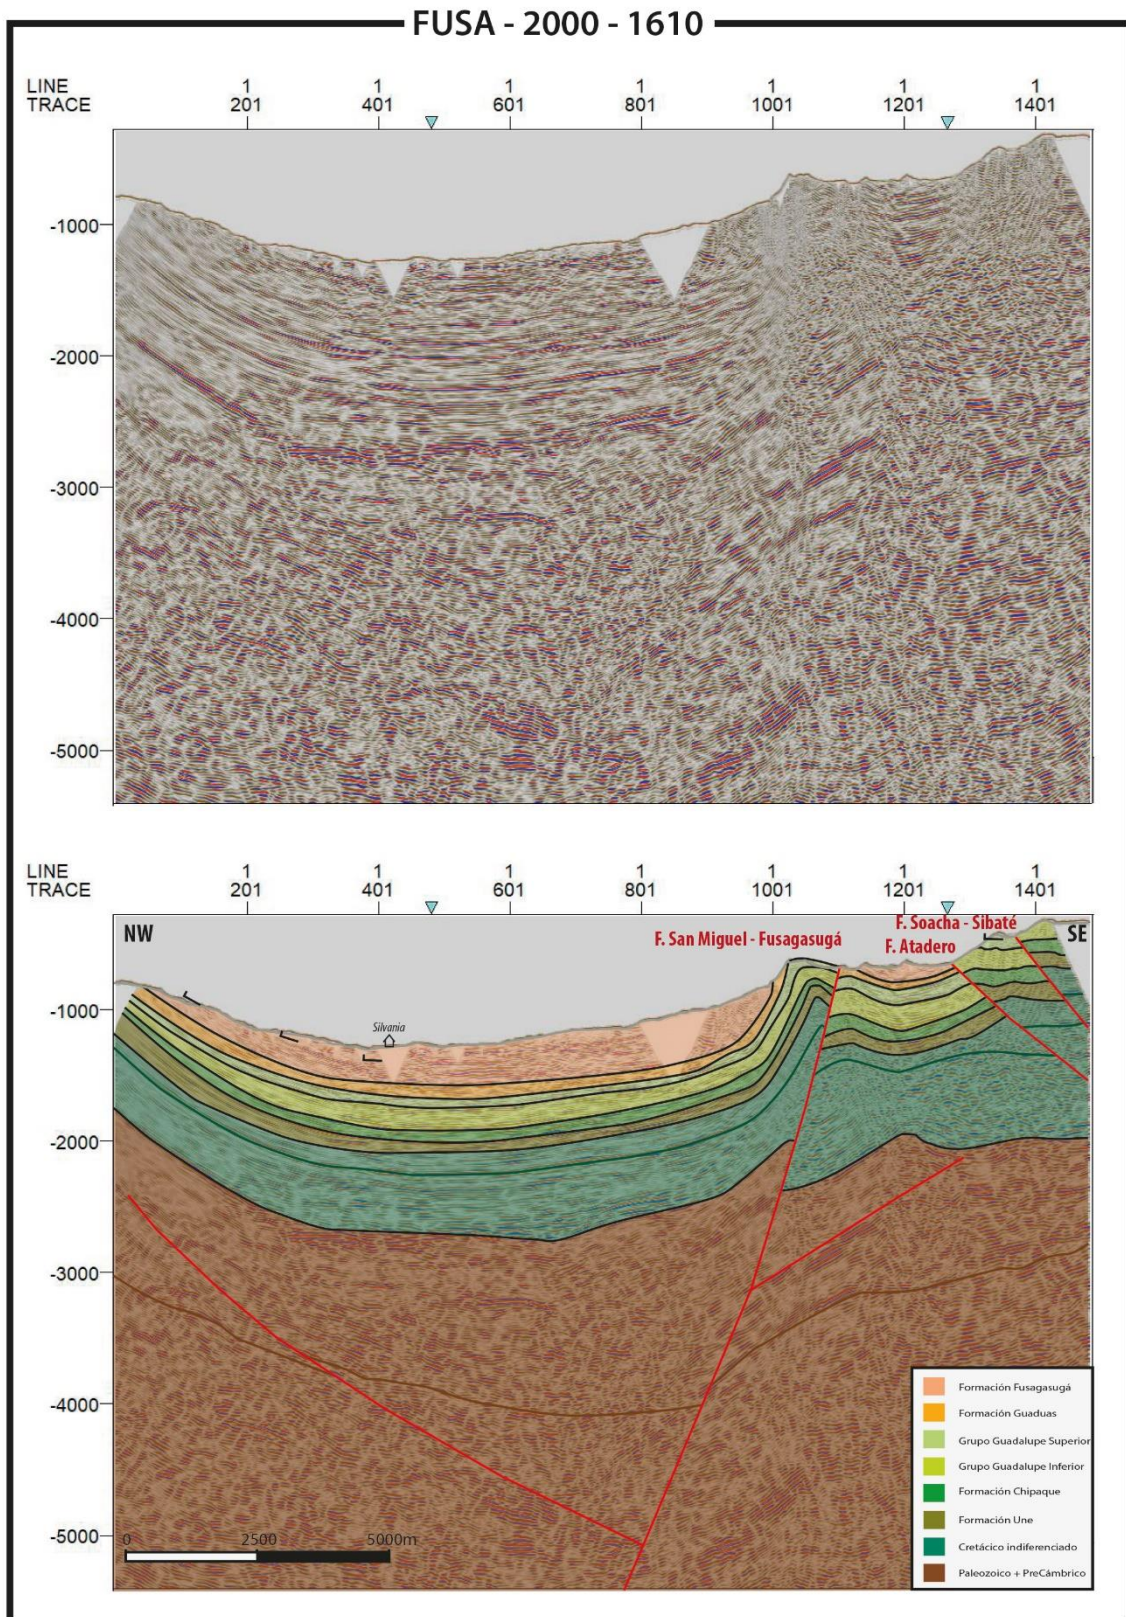 FUSA - 2000 - 1610
LINE 1 1 1 1 1 1 1
TRACE 201 401 601 801 1001 1201 1401
-1000
-2000
-3000
-4000
-5000
LINE 1 1 1 1 1 1 1
TRACE 201 401 601 801 1001 1201 1401
NW
F. San Miguel - Fusagasugá
F. Soacha - Sibaté
F. Atadero
SE
Silvania
-1000
-2000
-3000
-4000
-5000
Formación Fusagasugá
Formación Guaduas
Grupo Guadalupe Superior
Grupo Guadalupe Inferior
Formación Chipaque
Formación Une
Cretácico indiferenciado
Paleozoico + PreCámbrico
0 2500 5000m